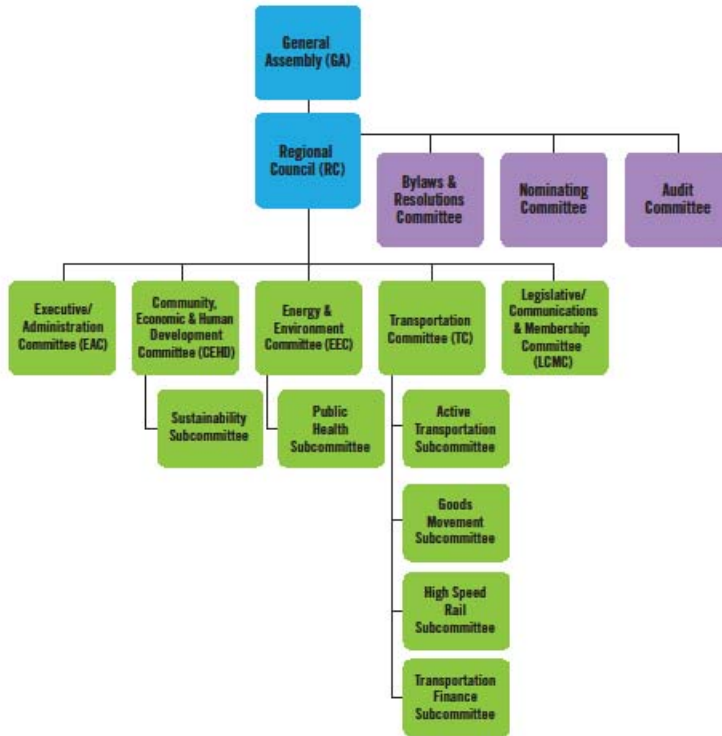 General
Assembly (GA)
Regional
Council (RC)
Bylaws &
Resolutions
Committee
Nominating
Committee
Audit
Committee
Executive/
Administration
Committee (EAC)
Community,
Economic & Human
Development
Committee (CEHD)
Energy &
Environment
Committee (EEC)
Transportation
Committee (TC)
Legislative/
Communications
& Membership
Committee
(LCMC)
Sustainability
Subcommittee
Public
Health
Subcommittee
Active
Transportation
Subcommittee
Goods
Movement
Subcommittee
High Speed
Rail
Subcommittee
Transportation
Finance
Subcommittee